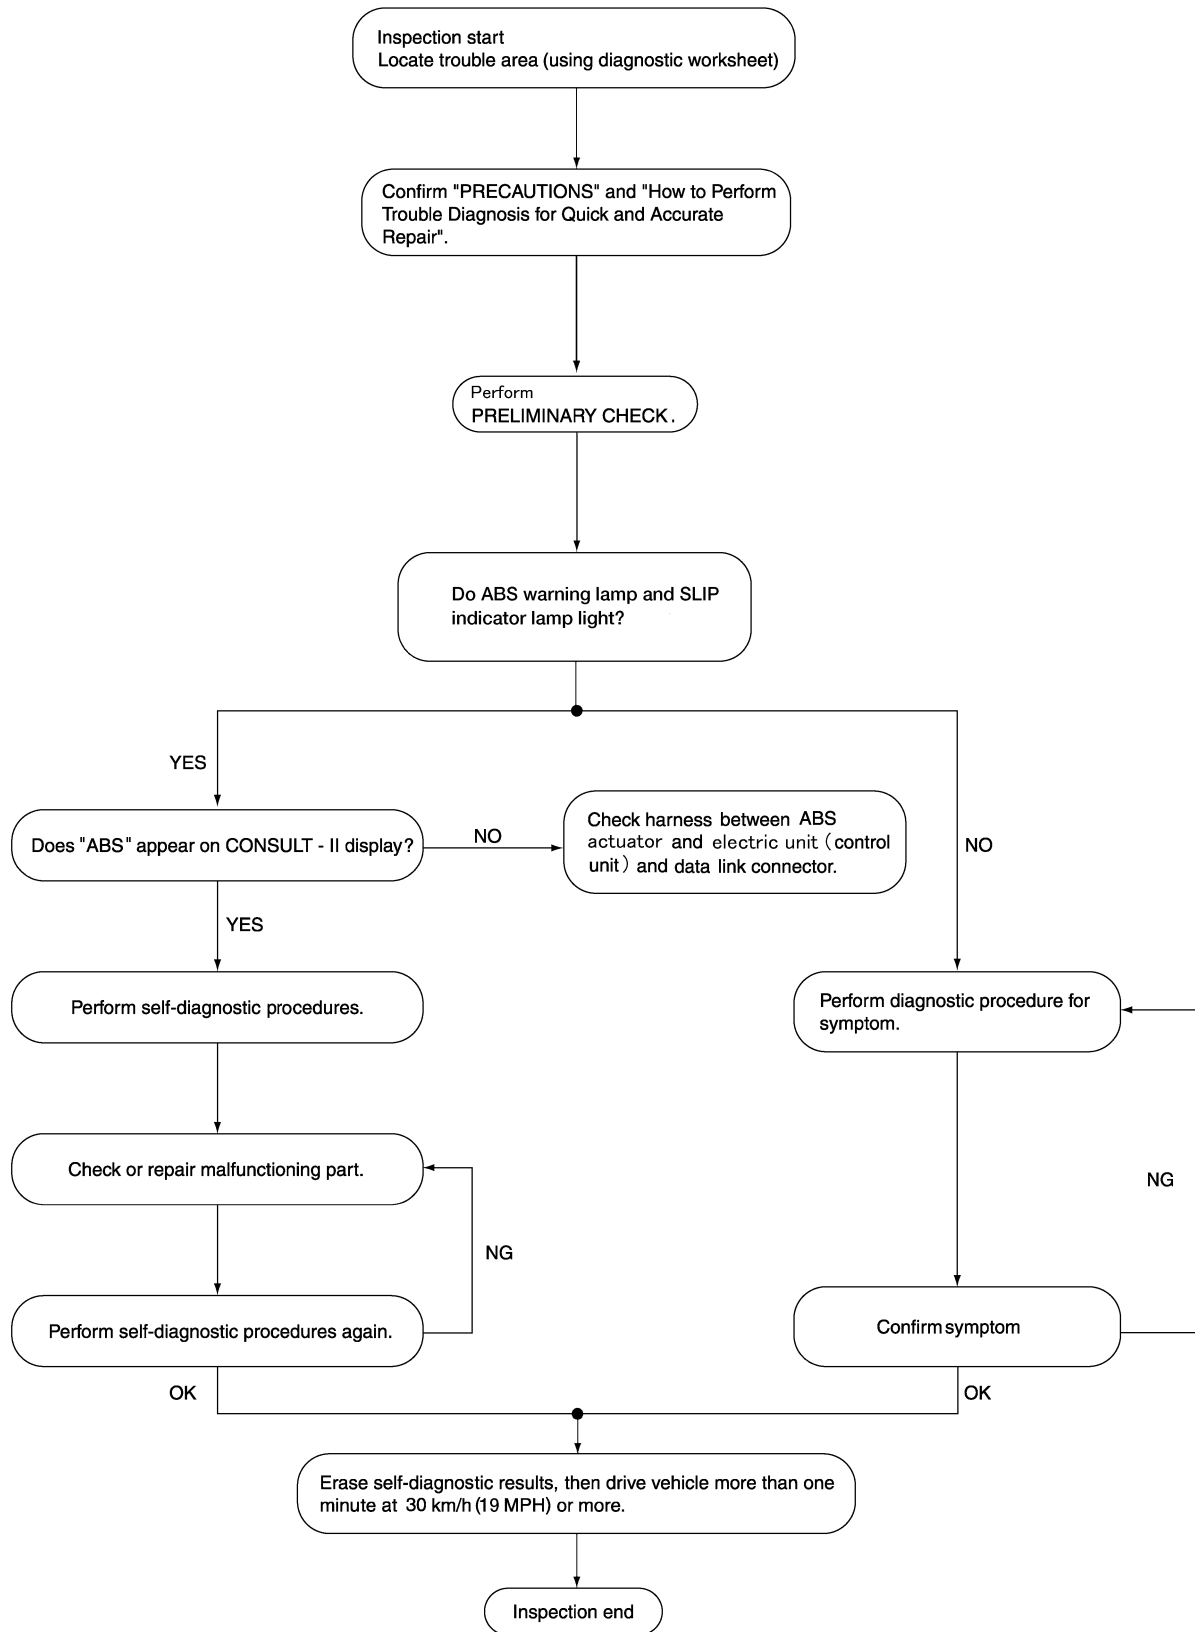 Inspection start
Locate trouble area (using diagnostic worksheet)
Confirm "PRECAUTIONS" and "How to Perform
Trouble Diagnosis for Quick and Accurate
Repair".
Perform
PRELIMINARY CHECK.
Do ABS warning lamp and SLIP
indicator lamp light?
YES
Does "ABS" appear on CONSULT - II display?
NO
Check harness between ABS
actuator and electric unit (control
unit) and data link connector.
NO
YES
Perform self-diagnostic procedures.
Perform diagnostic procedure for
symptom.
Check or repair malfunctioning part.
NG
NG
Perform self-diagnostic procedures again.
Confirm symptom
OK
OK
Erase self-diagnostic results, then drive vehicle more than one
minute at 30 km/h (19 MPH) or more.
Inspection end